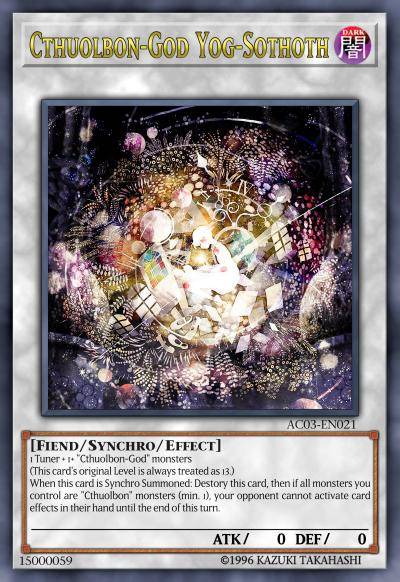 Cthuolbon-God Yog-Sothoth
DARK
闇
AC03-EN021
[Fiend/Synchro/Effect]
1 Tuner + 1+ "Cthuolbon-God" monsters
(This card's original Level is always treated as 13.)
When this card is Synchro Summoned: Destory this card, then if all monsters you
control are "Cthuolbon" monsters (min. 1), your opponent cannot activate card
effects in their hand until the end of this turn.
ATK / 0 DEF / 0
15000059 ©1996 KAZUKI TAKAHASHI